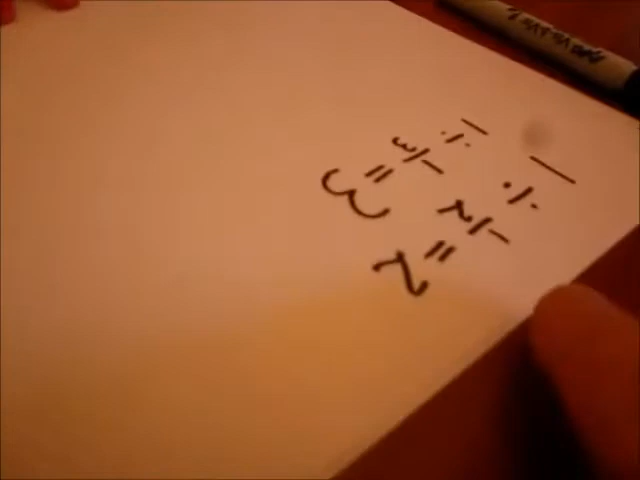 1 ÷ 1/2 = 2
1 ÷ 1/3 = 3